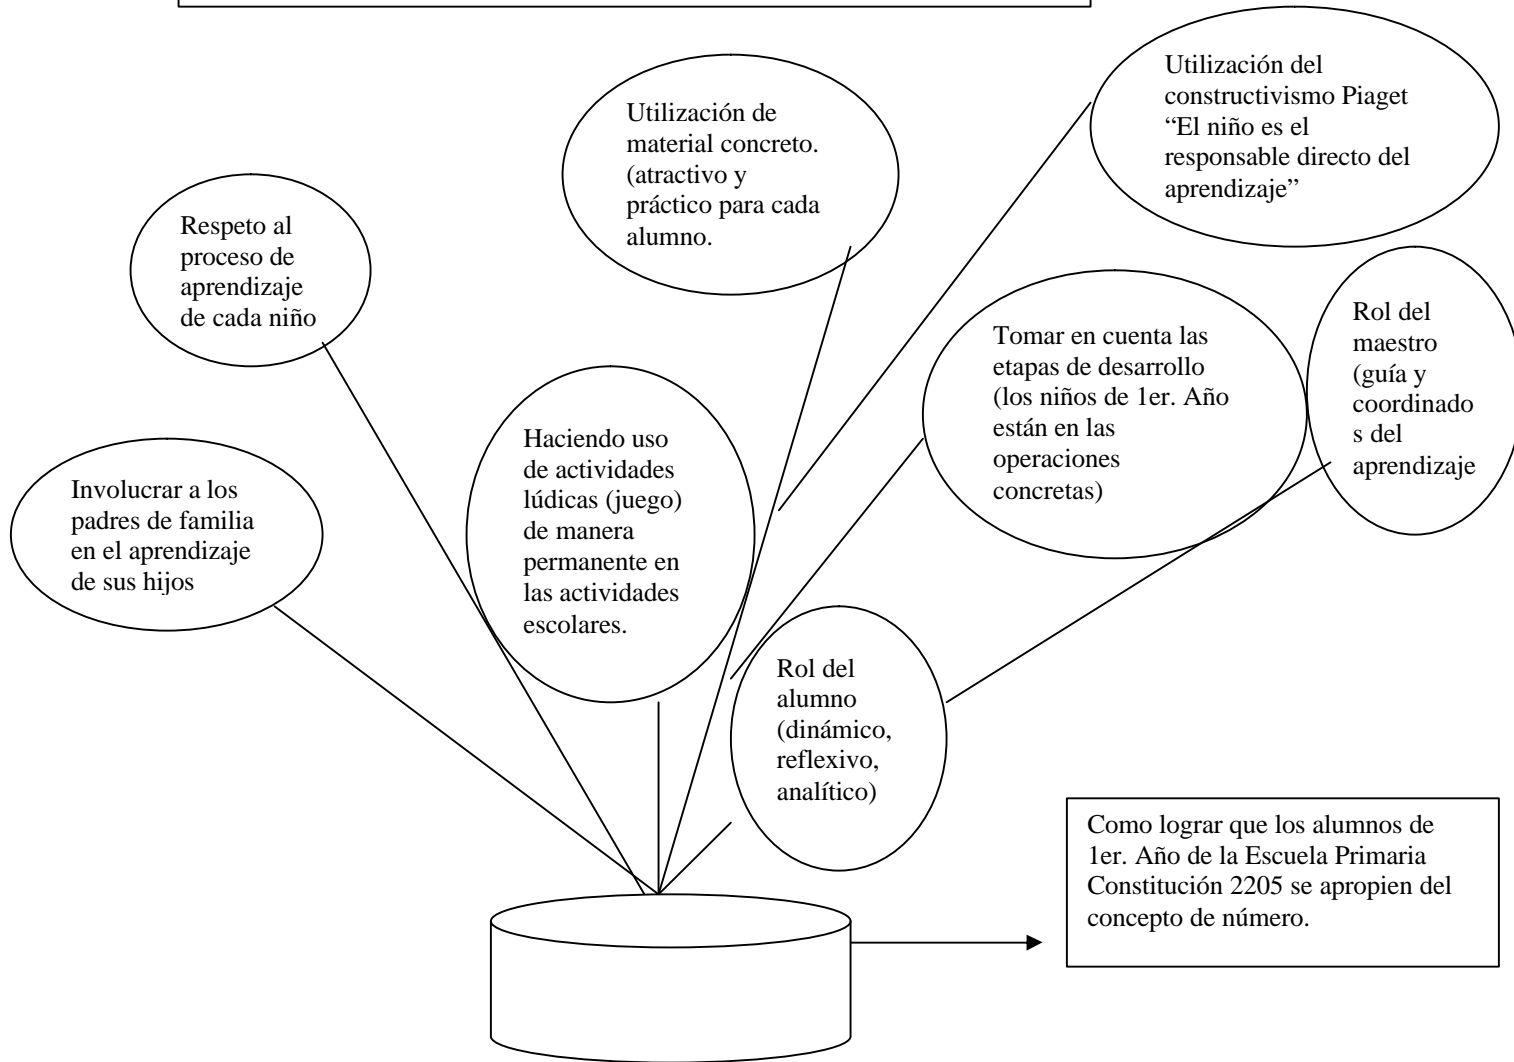 Utilización del
constructivismo Piaget
“El niño es el
responsable directo del
aprendizaje”
Utilización de
material concreto.
(atractivo y
práctico para cada
alumno.
Respeto al
proceso de
aprendizaje
de cada niño
Rol del
maestro
(guía y
coordinado
s del
aprendizaje
Tomar en cuenta las
etapas de desarrollo
(los niños de 1er. Año
están en las
operaciones
concretas)
Haciendo uso
de actividades
lúdicas (juego)
de manera
permanente en
las actividades
escolares.
Involucrar a los
padres de familia
en el aprendizaje
de sus hijos
Rol del
alumno
(dinámico,
reflexivo,
analítico)
Como lograr que los alumnos de
1er. Año de la Escuela Primaria
Constitución 2205 se apropien del
concepto de número.